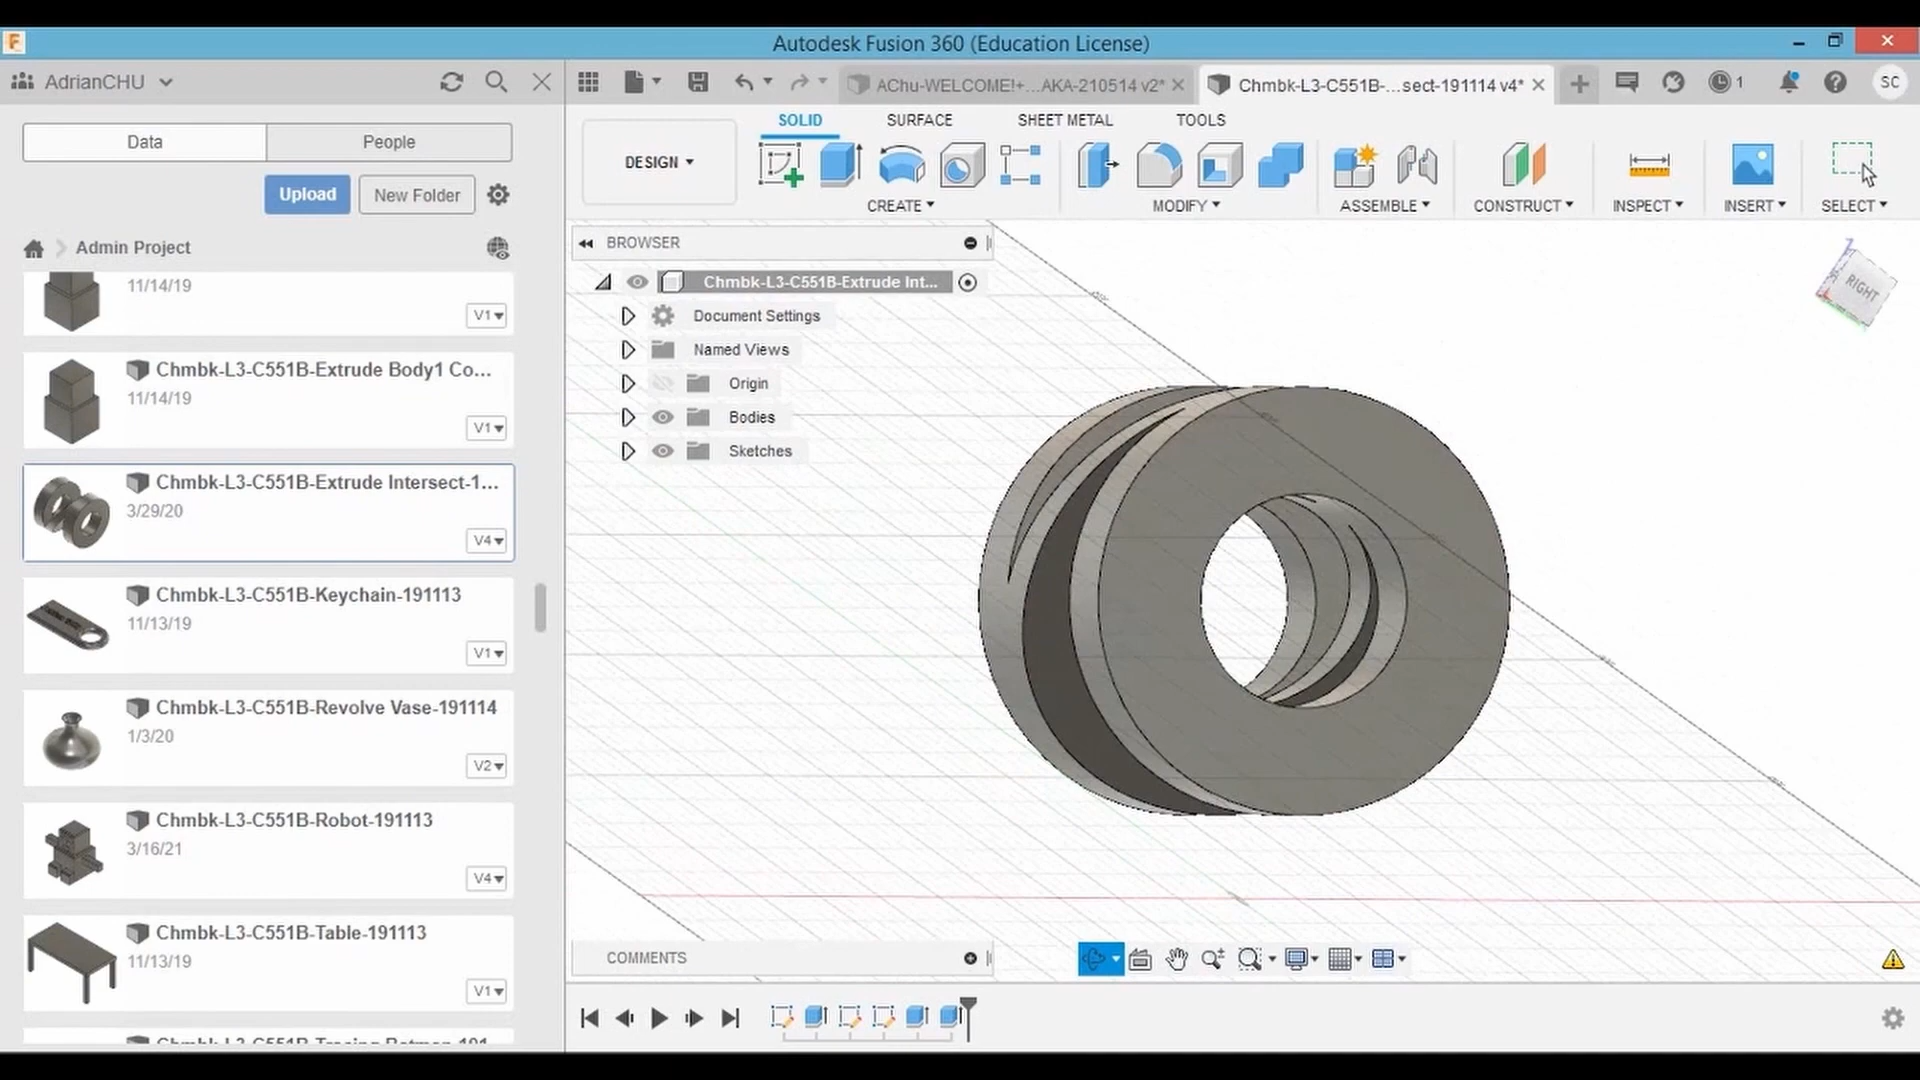 F
Autodesk Fusion 360 (Education License)
AdrianCHU
Data
People
Upload
New Folder
Admin Project
11/14/19
V1
Chmbk-L3-C551B-Extrude Body1 Co...
11/14/19
V1
Chmbk-L3-C551B-Extrude Intersect-1...
3/29/20
V4
Chmbk-L3-C551B-Keychain-191113
11/13/19
V1
Chmbk-L3-C551B-Revolve Vase-191114
1/3/20
V2
Chmbk-L3-C551B-Robot-191113
3/16/21
V4
Chmbk-L3-C551B-Table-191113
11/13/19
V1
AChu-WELCOME!+...AKA-210514 v2*
Chmbk-L3-C551B-...sect-191114 v4*
1
SC
DESIGN
SOLID
SURFACE
SHEET METAL
TOOLS
CREATE
MODIFY
ASSEMBLE
CONSTRUCT
INSPECT
INSERT
SELECT
BROWSER
Chmbk-L3-C551B-Extrude Int...
Document Settings
Named Views
Origin
Bodies
Sketches
RIGHT
COMMENTS